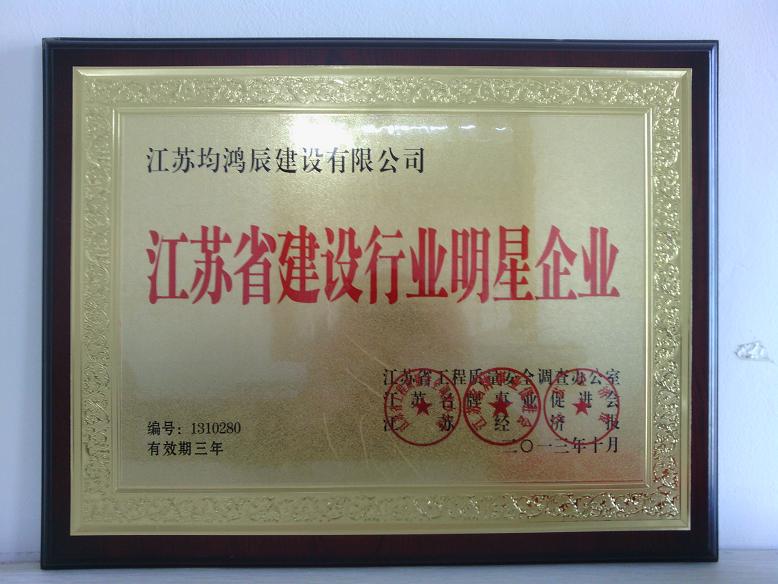 江苏均鸿辰建设有限公司
江苏省建设行业明星企业
江苏省工程质量安全调查办公室
江苏名牌事业促进会
江苏经济报
编号：1310280
二〇一三年十月
有效期三年